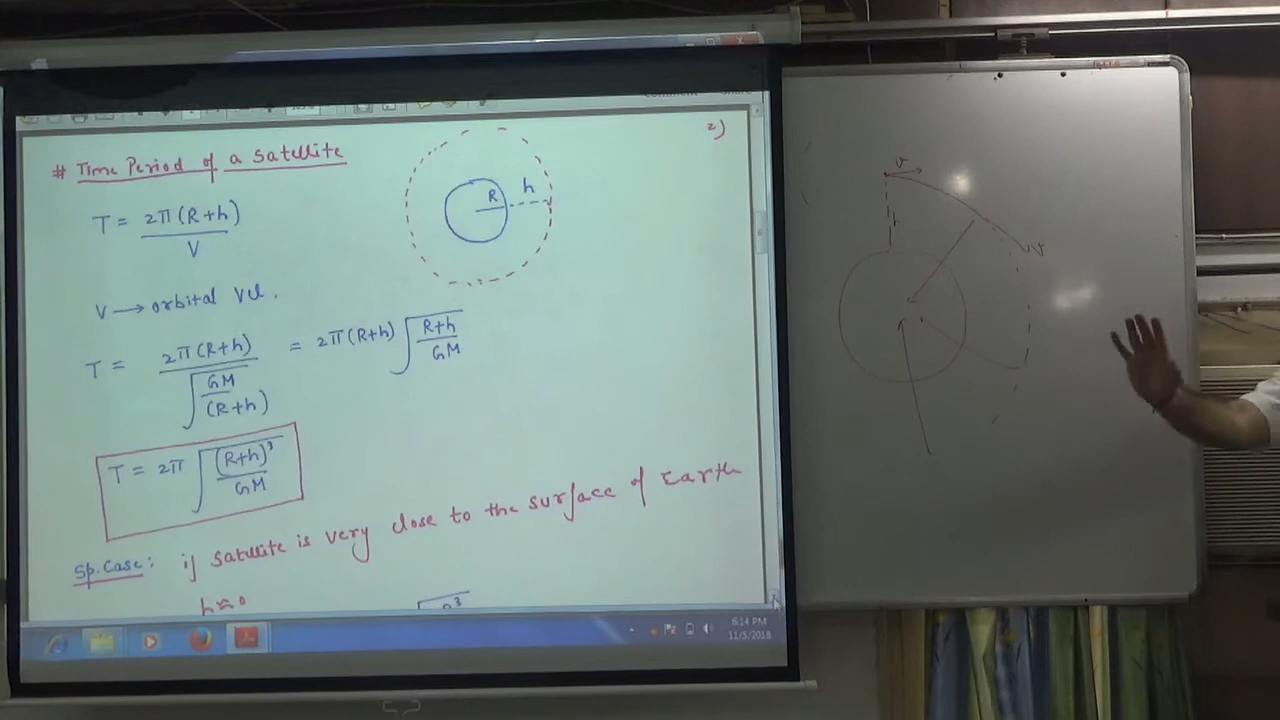 2)
# Time Period of a satellite
T = 2π(R+h) / V
R h
V → orbital vel.
T = 2π(R+h) / √(GM / (R+h)) = 2π(R+h) √((R+h) / GM)
T = 2π √((R+h)³ / GM)
Sp.Case: if satellite is very close to the surface of Earth
h≈0
6:14 PM
11/5/2018
v
h
v